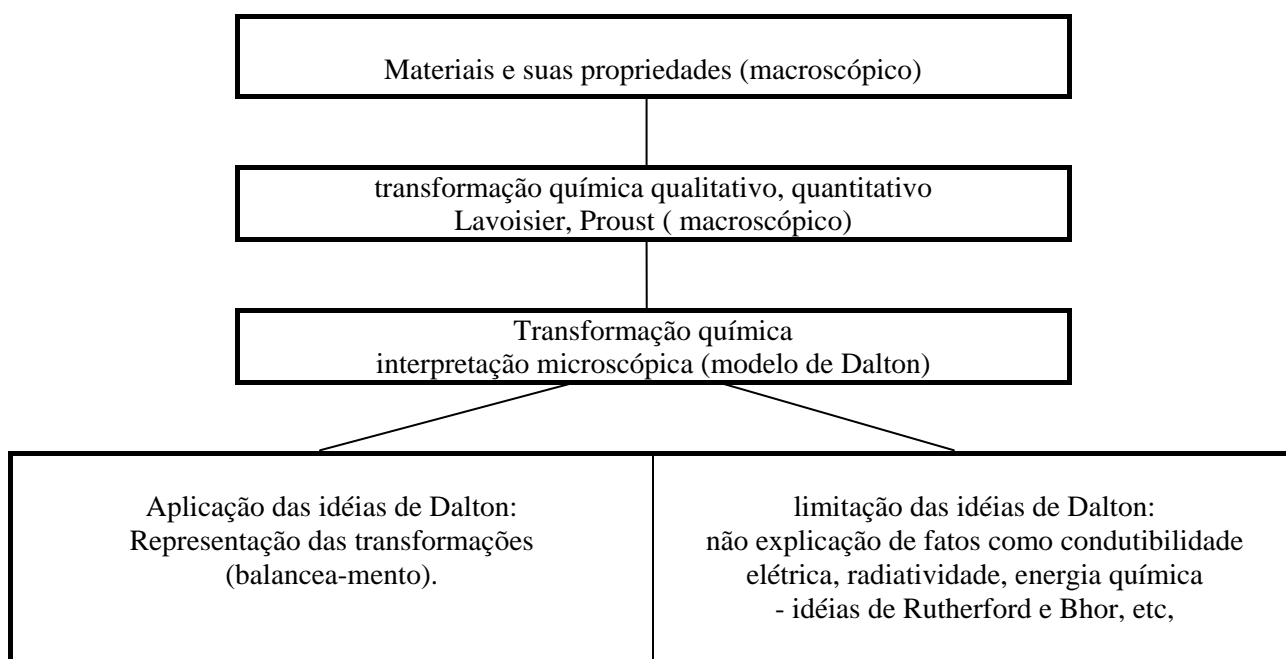 Materiais e suas propriedades (macroscópico)
transformação química qualitativo, quantitativo
Lavoisier, Proust ( macroscópico)
Transformação química
interpretação microscópica (modelo de Dalton)
Aplicação das idéias de Dalton:
Representação das transformações
(balancea-mento).
limitação das idéias de Dalton:
não explicação de fatos como condutibilidade
elétrica, radiatividade, energia química
- idéias de Rutherford e Bhor, etc,